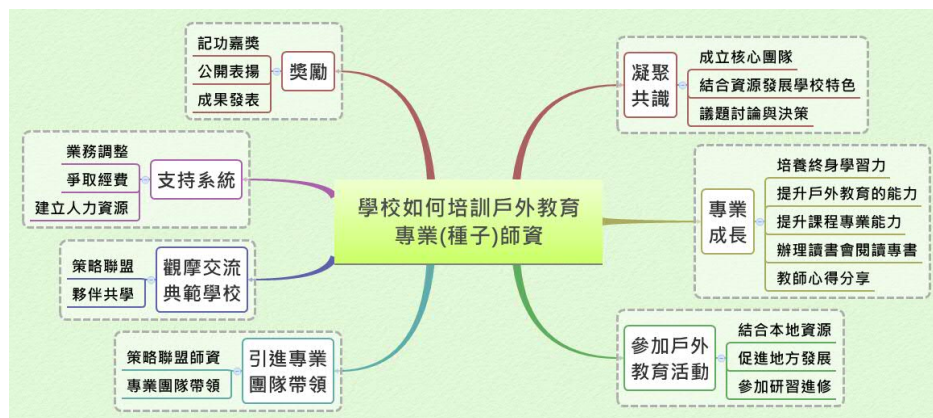 學校如何培訓戶外教育
專業(種子)師資
凝聚
共識
成立核心團隊
結合資源發展學校特色
議題討論與決策
專業
成長
培養終身學習力
提升戶外教育的能力
提升課程專業能力
辦理讀書會閱讀專書
教師心得分享
參加戶外
教育活動
結合本地資源
促進地方發展
參加研習進修
引進專業
團隊帶領
策略聯盟師資
專業團隊帶領
觀摩交流
典範學校
策略聯盟
夥伴共學
支持系統
業務調整
爭取經費
建立人力資源
獎勵
記功嘉獎
公開表揚
成果發表